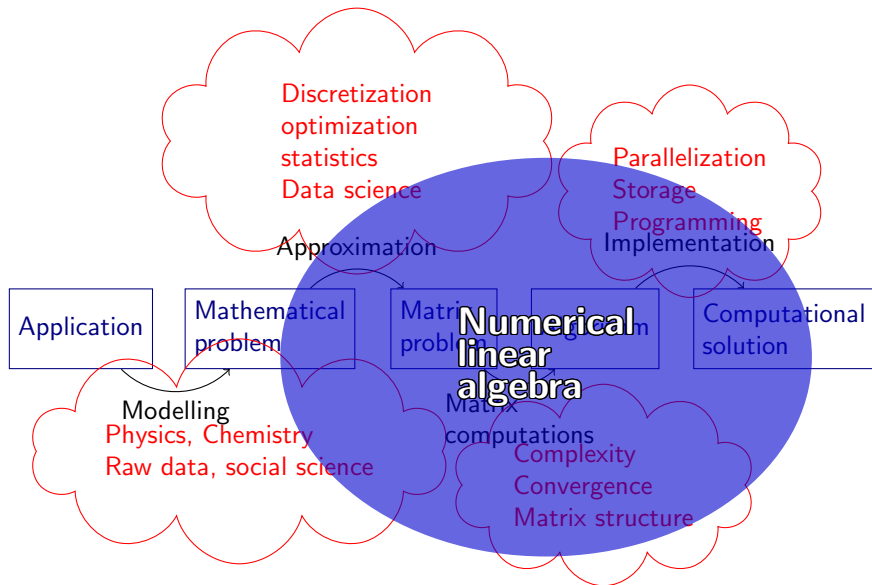 Discretization
optimization
statistics
Data science
Parallelization
Storage
Programming
Approximation
Implementation
Application
Mathematical
problem
Matrix
problem
Computational
solution
Numerical
linear
algebra
Modelling
Matrix
computations
Physics, Chemistry
Raw data, social science
Complexity
Convergence
Matrix structure